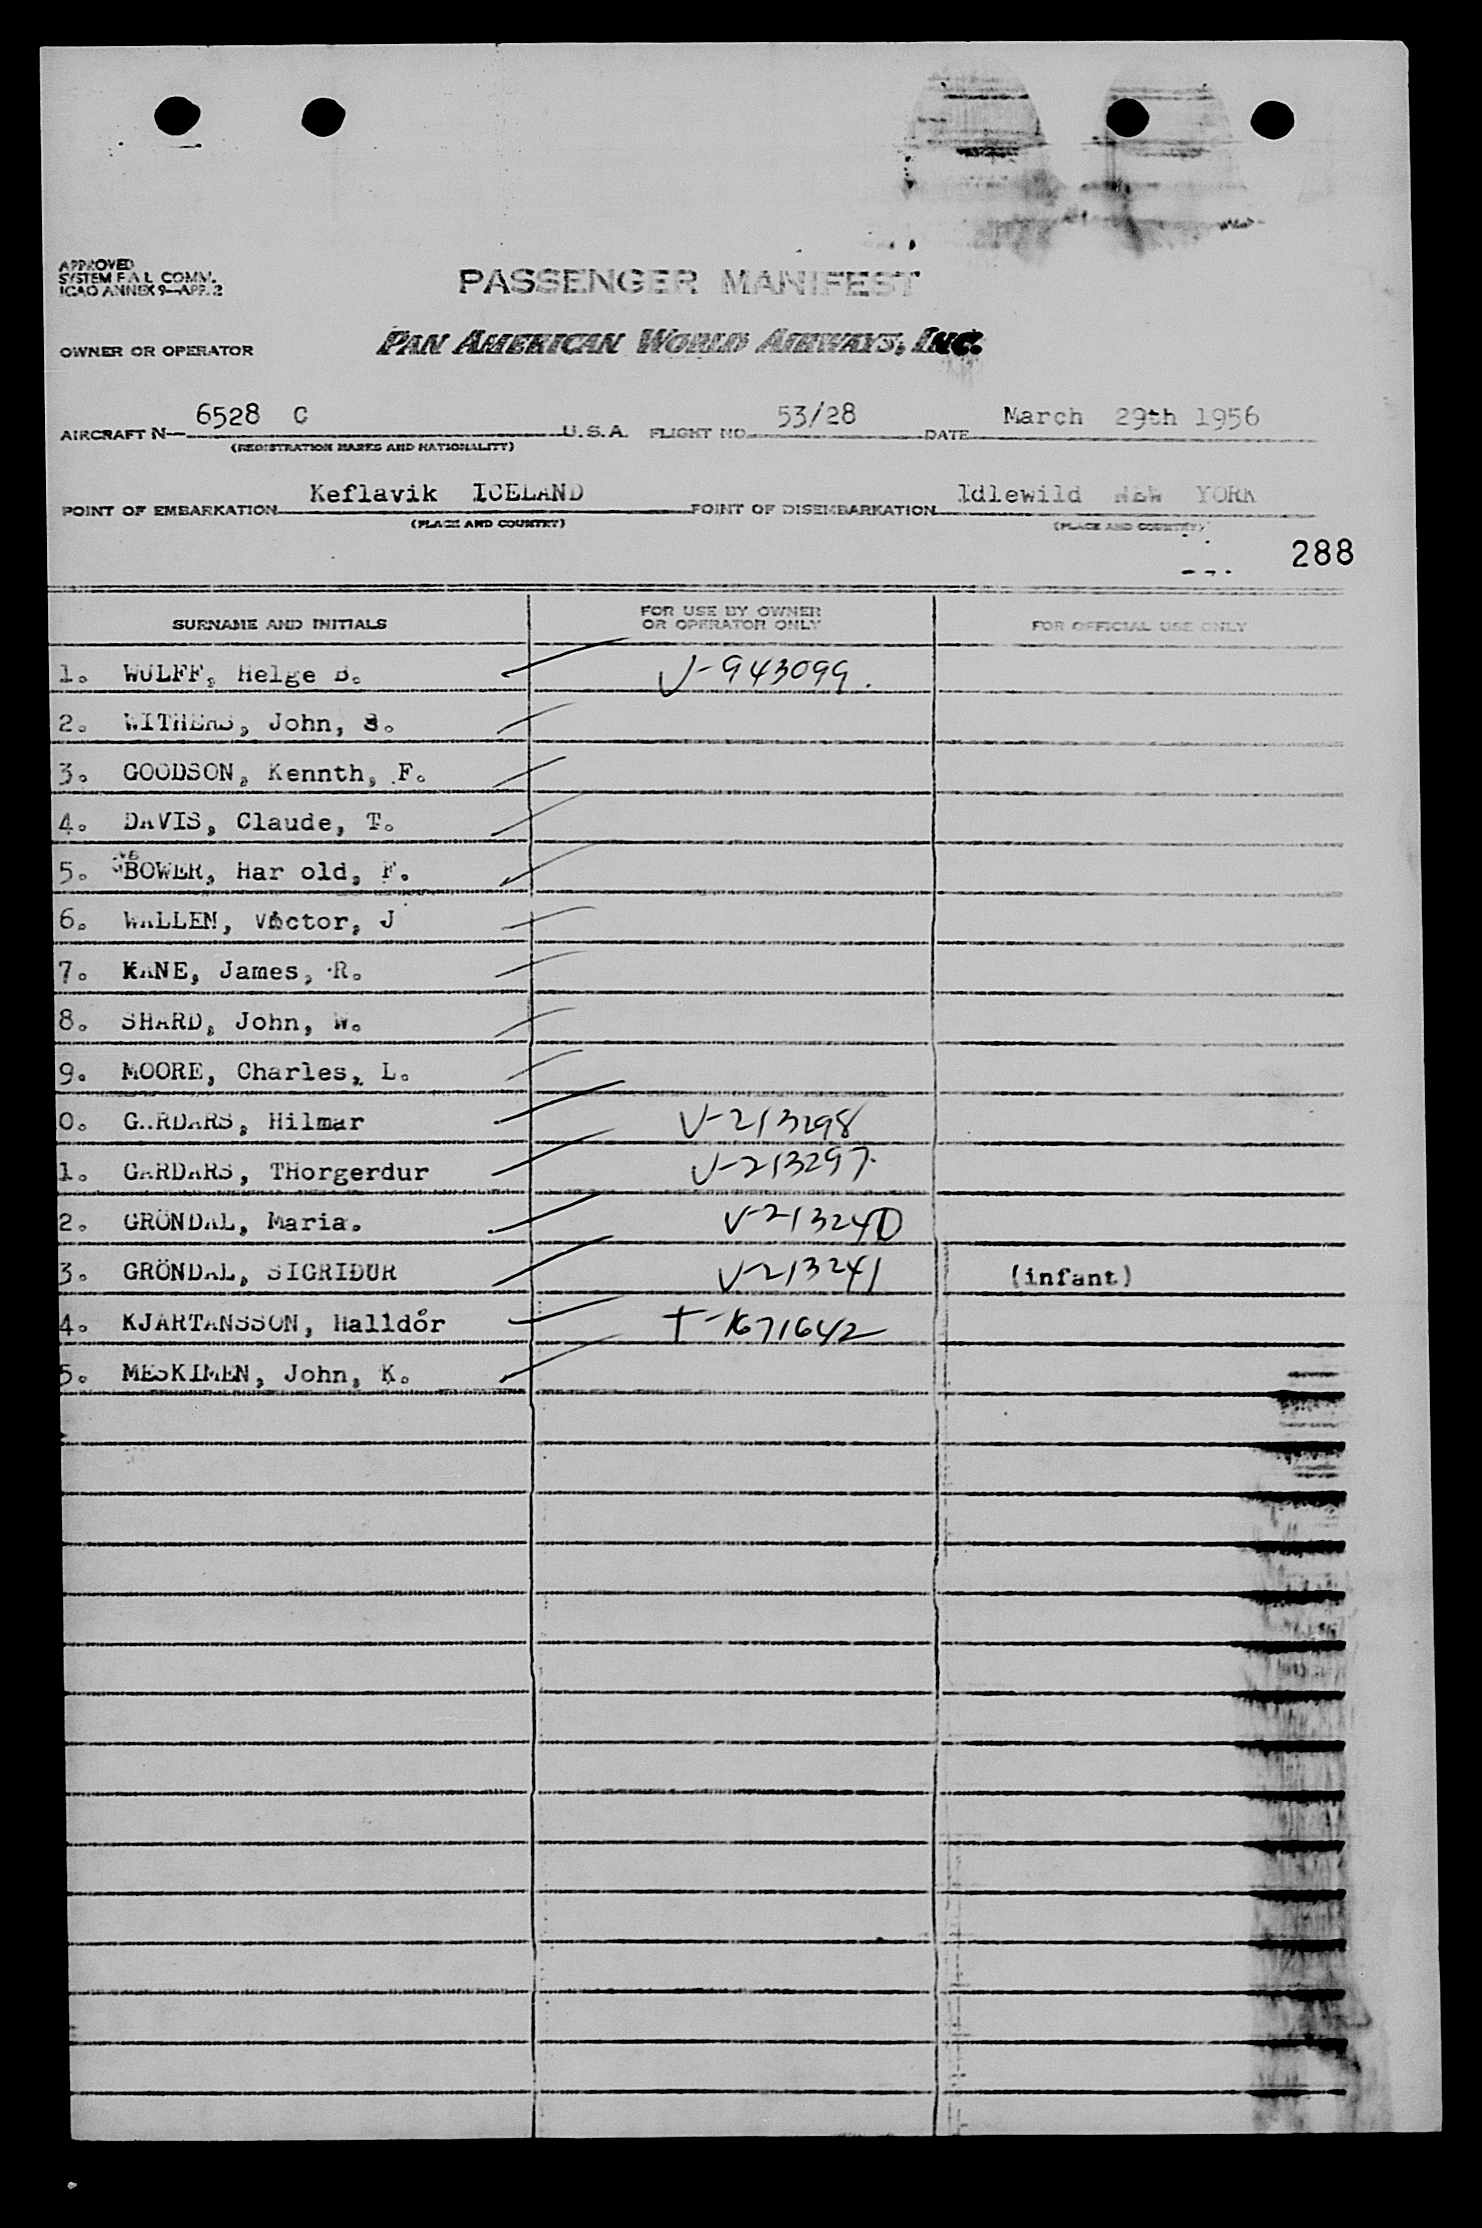 APPROVED
SYSTEM F.A.L. COMM.
ICAO ANNEX 9—APP. 2
PASSENGER MANIFEST
OWNER OR OPERATOR PAN AMERICAN WORLD AIRWAYS, INC.
AIRCRAFT N— 6528 C U.S.A. FLIGHT NO. 53/28 DATE March 29th 1956
(REGISTRATION MARKS AND NATIONALITY)
POINT OF EMBARKATION Keflavik ICELAND POINT OF DISEMBARKATION Idlewild NEW YORK
(PLACE AND COUNTRY) (PLACE AND COUNTRY)
288
SURNAME AND INITIALS FOR USE BY OWNER OR OPERATOR ONLY FOR OFFICIAL USE ONLY
1. WULFF, Helge B. V-943099.
2. WITHERS, John, S.
3. GOODSON, Kennth, F.
4. DAVIS, Claude, T.
5. BOWER, Har old, F.
6. WALLEN, Victor, J
7. KANE, James, R.
8. SHARD, John, W.
9. MOORE, Charles, L.
0. GARDARS, Hilmar V-213298
1. GARDARS, THorgerdur V-213297.
2. GRÖNDAL, Maria. V-213240
3. GRÖNDAL, SIGRIDUR V-213241 (infant)
4. KJARTANSSON, Halldór T-1671642
5. MESKIMEN, John, K.